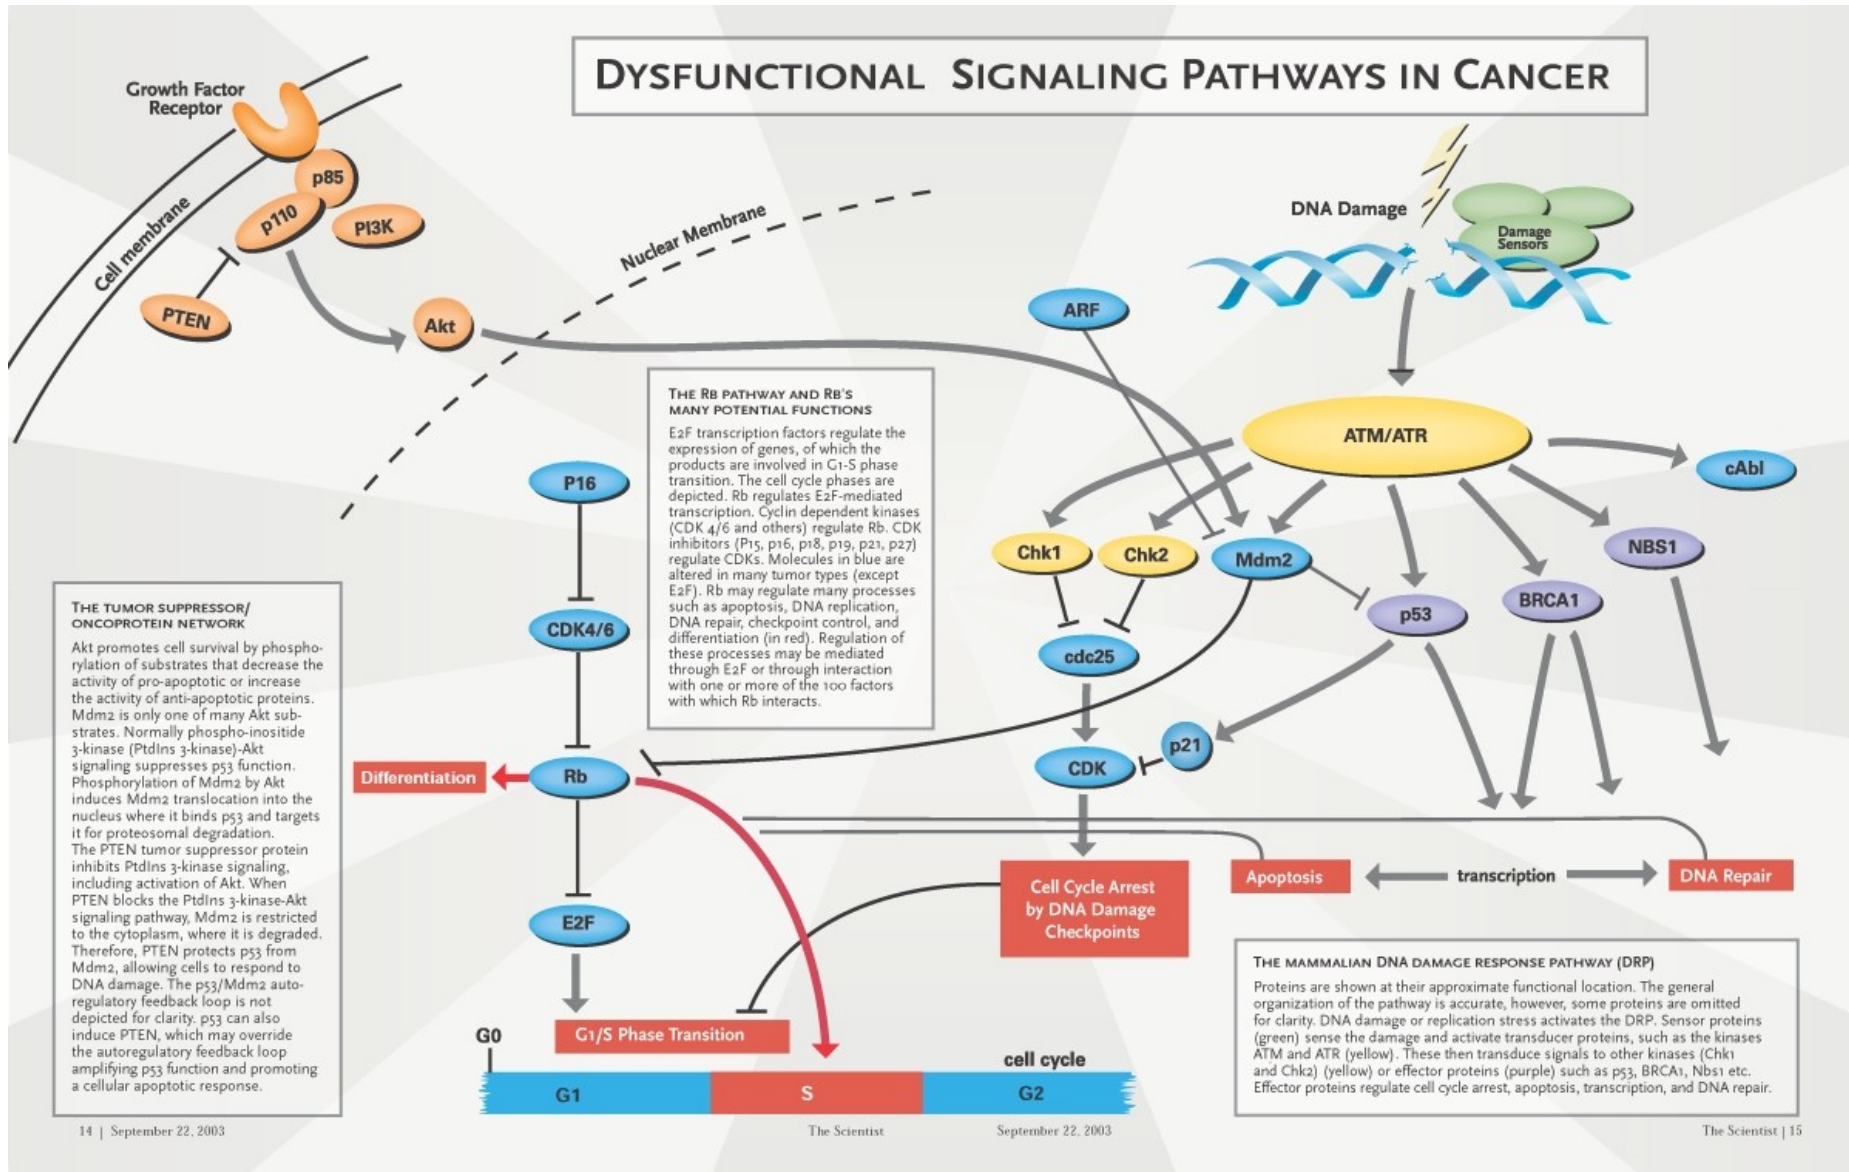 DYSFUNCTIONAL SIGNALING PATHWAYS IN CANCER
Growth Factor
Receptor
p85
p110
PI3K
Cell membrane
PTEN
Akt
Nuclear Membrane
DNA Damage
Damage
Sensors
ARF
ATM/ATR
cAbl
Chk1
Chk2
Mdm2
NBS1
p53
BRCA1
cdc25
p21
CDK
P16
CDK4/6
Rb
Differentiation
E2F
THE RB PATHWAY AND RB'S
MANY POTENTIAL FUNCTIONS
E2F transcription factors regulate the
expression of genes, of which the
products are involved in G1-S phase
transition. The cell cycle phases are
depicted. Rb regulates E2F-mediated
transcription. Cyclin dependent kinases
(CDK 4/6 and others) regulate Rb. CDK
inhibitors (P15, p16, p18, p19, p21, p27)
regulate CDKs. Molecules in blue are
altered in many tumor types (except
E2F). Rb may regulate many processes
such as apoptosis, DNA replication,
DNA repair, checkpoint control, and
differentiation (in red). Regulation of
these processes may be mediated
through E2F or through interaction
with one or more of the 100 factors
with which Rb interacts.
THE TUMOR SUPPRESSOR/
ONCOPROTEIN NETWORK
Akt promotes cell survival by phospho-
rylation of substrates that decrease the
activity of pro-apoptotic or increase
the activity of anti-apoptotic proteins.
Mdm2 is only one of many Akt sub-
strates. Normally phospho-inositide
3-kinase (PtdIns 3-kinase)-Akt
signaling suppresses p53 function.
Phosphorylation of Mdm2 by Akt
induces Mdm2 translocation into the
nucleus where it binds p53 and targets
it for proteosomal degradation.
The PTEN tumor suppressor protein
inhibits PtdIns 3-kinase signaling,
including activation of Akt. When
PTEN blocks the PtdIns 3-kinase-Akt
signaling pathway, Mdm2 is restricted
to the cytoplasm, where it is degraded.
Therefore, PTEN protects p53 from
Mdm2, allowing cells to respond to
DNA damage. The p53/Mdm2 auto-
regulatory feedback loop is not
depicted for clarity. p53 can also
induce PTEN, which may override
the autoregulatory feedback loop
amplifying p53 function and promoting
a cellular apoptotic response.
Cell Cycle Arrest
by DNA Damage
Checkpoints
Apoptosis
transcription
DNA Repair
THE MAMMALIAN DNA DAMAGE RESPONSE PATHWAY (DRP)
Proteins are shown at their approximate functional location. The general
organization of the pathway is accurate, however, some proteins are omitted
for clarity. DNA damage or replication stress activates the DRP. Sensor proteins
(green) sense the damage and activate transducer proteins, such as the kinases
ATM and ATR (yellow). These then transduce signals to other kinases (Chk1
and Chk2) (yellow) or effector proteins (purple) such as p53, BRCA1, Nbs1 etc.
Effector proteins regulate cell cycle arrest, apoptosis, transcription, and DNA repair.
G0
G1/S Phase Transition
cell cycle
G1
S
G2
14 | September 22, 2003
The Scientist
September 22, 2003
The Scientist | 15